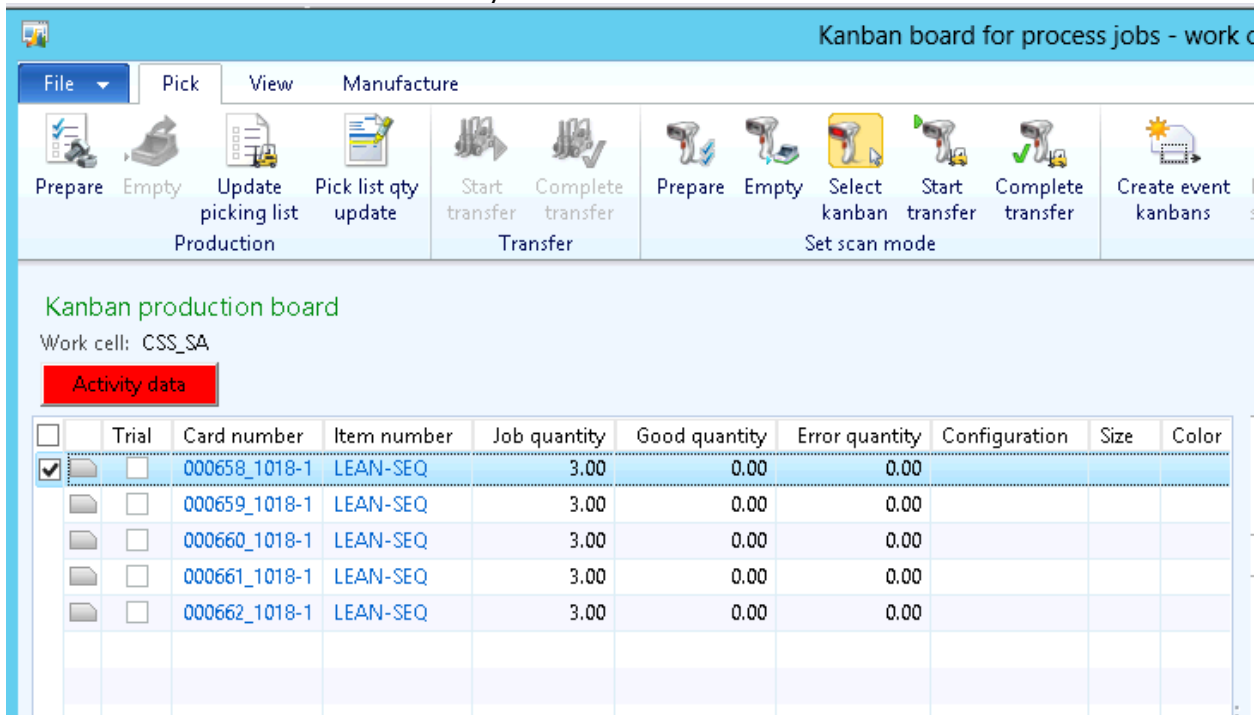 Kanban board for process jobs - work c
File Pick View Manufacture
Prepare Empty Update picking list Pick list qty update Start transfer Complete transfer Prepare Empty Select kanban Start transfer Complete transfer Create event kanbans
Production Transfer Set scan mode
Kanban production board
Work cell: CSS_SA
Activity data
Trial Card number Item number Job quantity Good quantity Error quantity Configuration Size Color
000658_1018-1 LEAN-SEQ 3.00 0.00 0.00
000659_1018-1 LEAN-SEQ 3.00 0.00 0.00
000660_1018-1 LEAN-SEQ 3.00 0.00 0.00
000661_1018-1 LEAN-SEQ 3.00 0.00 0.00
000662_1018-1 LEAN-SEQ 3.00 0.00 0.00